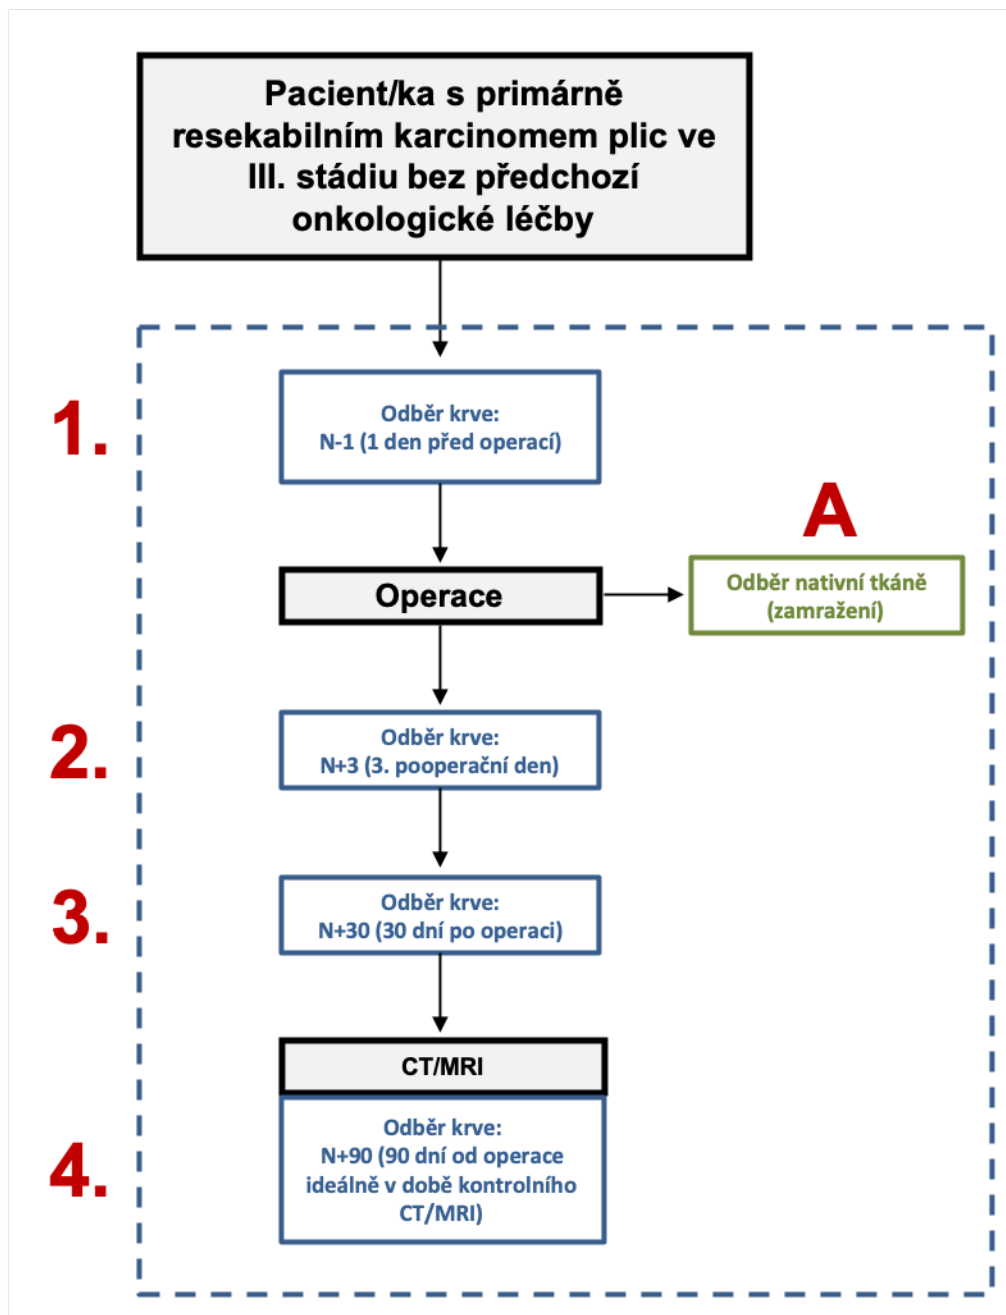 Pacient/ka s primárně
resekabilním karcinomem plic ve
III. stádiu bez předchozí
onkologické léčby
1.
Odběr krve:
N-1 (1 den před operací)
A
Operace
Odběr nativní tkáně
(zamražení)
2.
Odběr krve:
N+3 (3. pooperační den)
3.
Odběr krve:
N+30 (30 dní po operaci)
CT/MRI
4.
Odběr krve:
N+90 (90 dní od operace
ideálně v době kontrolního
CT/MRI)